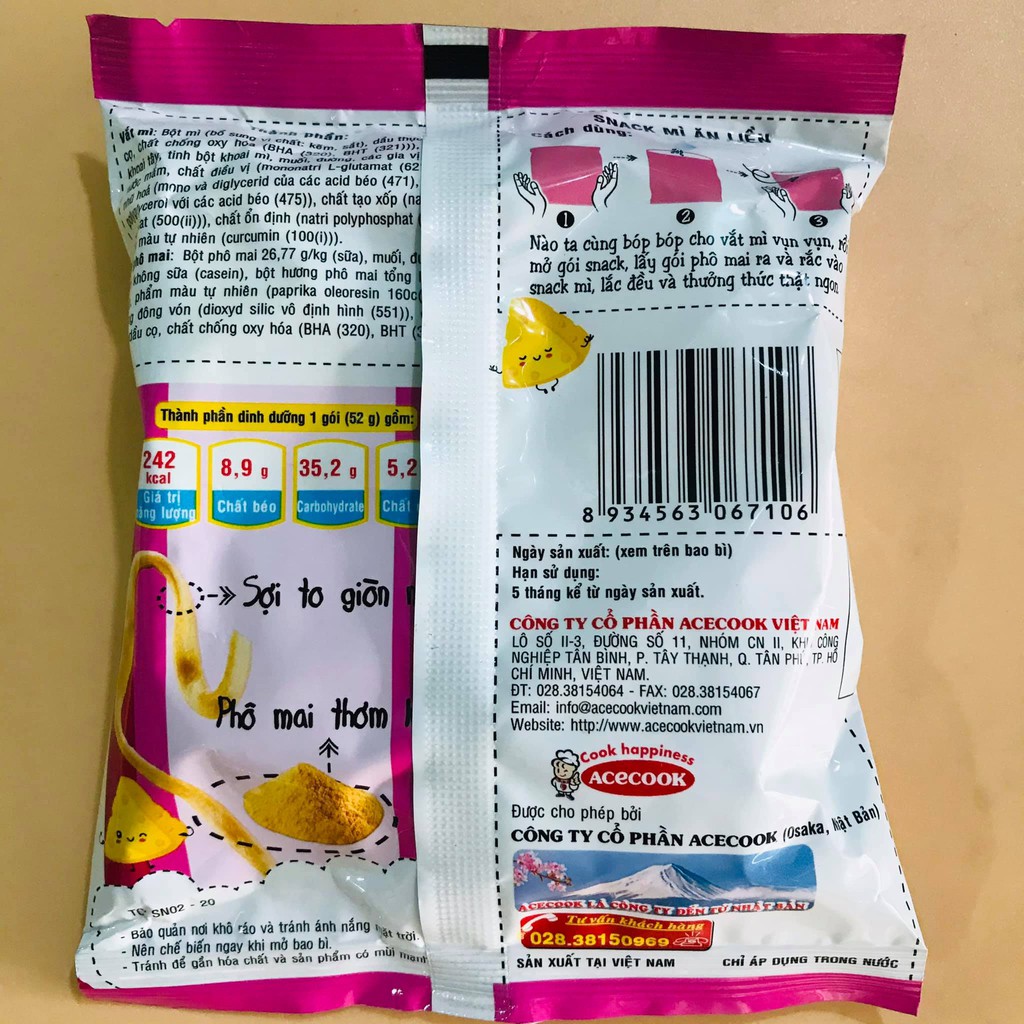 Thành phần:
Vắt mì: Bột mì (bổ sung vi chất: kẽm, sắt), dầu thực
cọ, chất chống oxy hóa (BHA (320), BHT (321))),
khoai tây, tinh bột khoai mì, muối, đường, các gia vị
nước mắm, chất điều vị (mononatri L-glutamat (62
hoá (mono và diglycerid của các acid béo (471),
với các acid béo (475)), chất tạo xốp (na
(500(ii))), chất ổn định (natri polyphosphat
màu tự nhiên (curcumin (100(i))).
phô mai: Bột phô mai 26,77 g/kg (sữa), muối,
không sữa (casein), bột hương phô mai tổng
phẩm màu tự nhiên (paprika oleoresin 160c
đông vón (dioxyd silic vô định hình (551)),
dầu cọ, chất chống oxy hóa (BHA (320), BHT
Thành phần dinh dưỡng 1 gói (52 g) gồm:
242 kcal
Giá trị năng lượng
8,9 g
Chất béo
35,2 g
Carbohydrate
5,2
Chất
Sợi to giòn
Phô mai thơm
TC SN02 - 20
- Bảo quản nơi khô ráo và tránh ánh nắng mặt trời.
- Nên chế biến ngay khi mở bao bì.
- Tránh để gần hóa chất và sản phẩm có mùi mạnh
SNACK MÌ ĂN LIỀN
Cách dùng:
1 2 3
Nào ta cùng bóp bóp cho vắt mì vụn vụn, rồi
mở gói snack, lấy gói phô mai ra và rắc vào
snack mì, lắc đều và thưởng thức thật ngon
8 934563 067106
Ngày sản xuất: (xem trên bao bì)
Hạn sử dụng:
5 tháng kể từ ngày sản xuất.
CÔNG TY CỔ PHẦN ACECOOK VIỆT NAM
LÔ SỐ II-3, ĐƯỜNG SỐ 11, NHÓM CN II, KHU CÔNG
NGHIỆP TÂN BÌNH, P. TÂY THẠNH, Q. TÂN PHÚ, TP. HỒ
CHÍ MINH, VIỆT NAM.
ĐT: 028.38154064 - FAX: 028.38154067
Email: info@acecookvietnam.com
Website: http://www.acecookvietnam.vn
Cook happiness
ACECOOK
Được cho phép bởi
CÔNG TY CỔ PHẦN ACECOOK (Osaka, Nhật Bản)
ACECOOK LÀ CÔNG TY ĐẾN TỪ NHẬT BẢN
Tư vấn khách hàng
028.38150969
SẢN XUẤT TẠI VIỆT NAM
CHỈ ÁP DỤNG TRONG NƯỚC